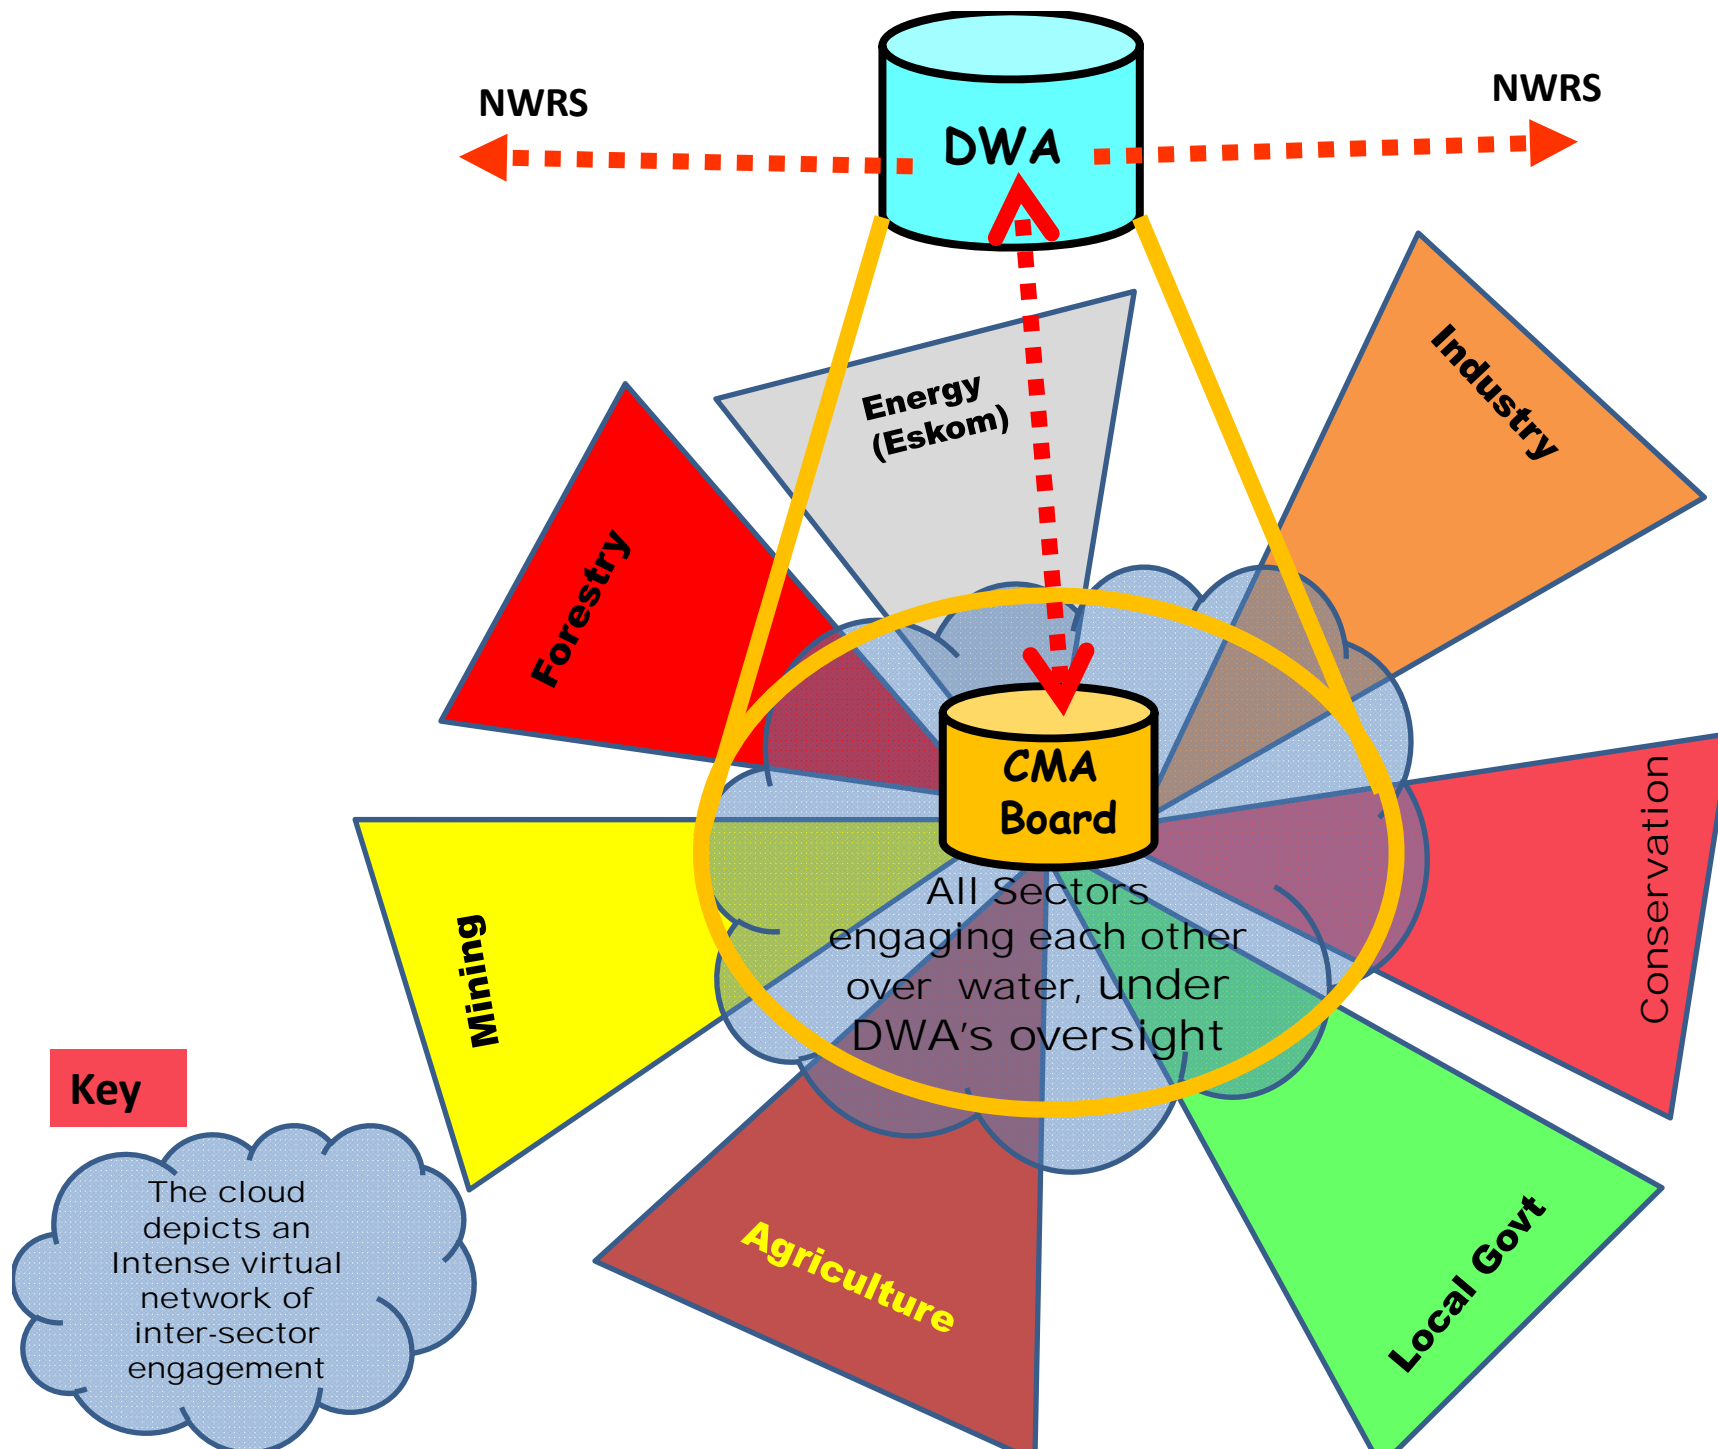 NWRS
NWRS
DWA
Industry
Energy
(Eskom)
Forestry
CMA
Board
Conservation
All Sectors
engaging each other
over water, under
DWA's oversight
Mining
Key
The cloud
depicts an
Intense virtual
network of
inter-sector
engagement
Agriculture
Local Govt